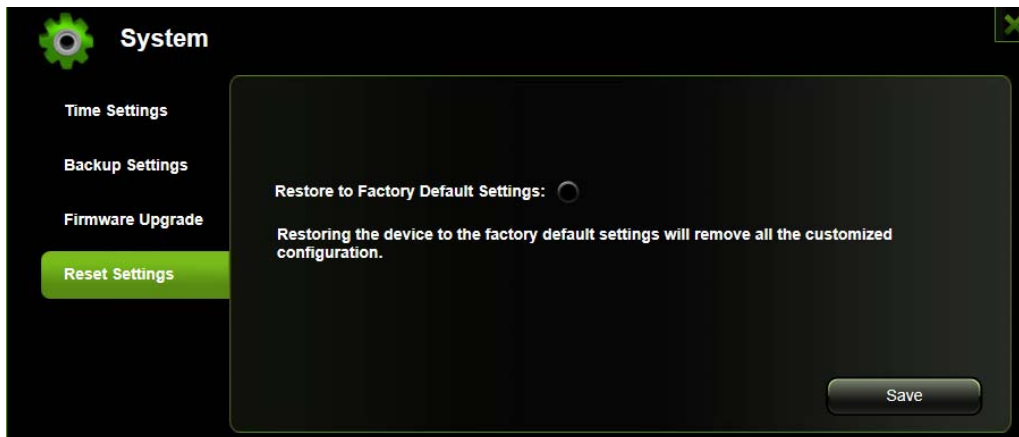 System
Time Settings
Backup Settings
Firmware Upgrade
Reset Settings
Restore to Factory Default Settings:
Restoring the device to the factory default settings will remove all the customized
configuration.
Save